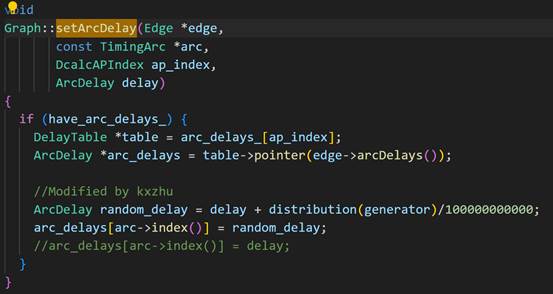 void
Graph::setArcDelay(Edge *edge,
const TimingArc *arc,
DcalcAPIndex ap_index,
ArcDelay delay)
{
if (have_arc_delays_) {
DelayTable *table = arc_delays_[ap_index];
ArcDelay *arc_delays = table->pointer(edge->arcDelays());
//Modified by kxzhu
ArcDelay random_delay = delay + distribution(generator)/100000000000;
arc_delays[arc->index()] = random_delay;
//arc_delays[arc->index()] = delay;
}
}